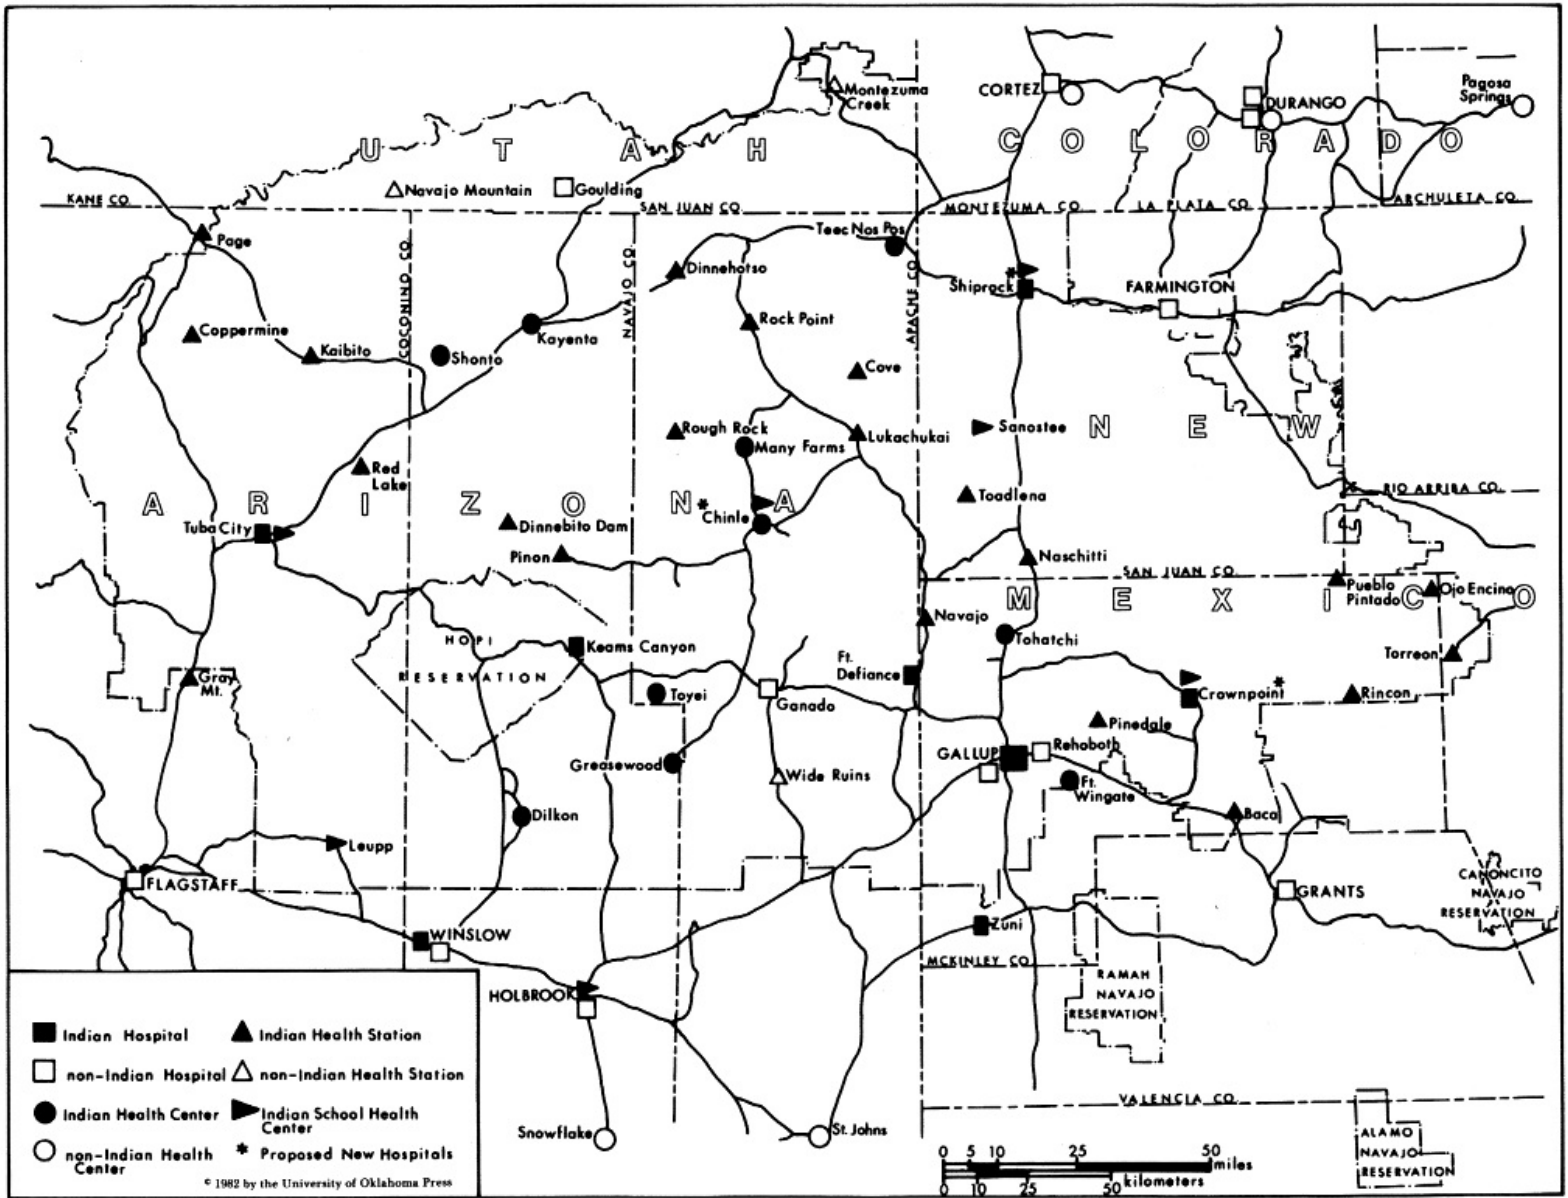 Montezuma
Creek
CORTEZ
DURANGO
Pagosa
Springs
U T A H
C O L O R A D O
Navajo Mountain
Goulding
KANE CO.
SAN JUAN CO.
MONTEZUMA CO.
LA PLATA CO.
ARCHULETA CO.
Page
COCONINO CO.
NAVAJO CO.
APACHE CO.
Teec Nos Pos
Dinnehotso
* Shiprock
FARMINGTON
Coppermine
Kaibito
Shonto
Kayenta
Rock Point
Cove
Rough Rock
Many Farms
Lukachukai
Sanostee
N E W
Red
Lake
A R I Z O N A
Toadlena
RIO ARRIBA CO.
Tuba City
Dinnebito Dam
* Chinle
Pinon
Naschitti
SAN JUAN CO.
Pueblo
Pintado
Ojo Encino
M E X I C O
Navajo
Tohatchi
HOPI
RESERVATION
Keams Canyon
Ft.
Defiance
Torreon
Gray
Mt.
Toyei
Ganado
Crownpoint *
Rincon
Pinedale
Greasewood
Wide Ruins
GALLUP
Rehoboth
Ft.
Wingate
Baca
Dilkon
Leupp
FLAGSTAFF
GRANTS
CANONCITO
NAVAJO
RESERVATION
WINSLOW
Zuni
MCKINLEY CO.
RAMAH
NAVAJO
RESERVATION
HOLBROOK
VALENCIA CO.
Snowflake
St. Johns
ALAMO
NAVAJO
RESERVATION
Indian Hospital
Indian Health Station
non-Indian Hospital
non-Indian Health Station
Indian Health Center
Indian School Health
Center
non-Indian Health
Center
* Proposed New Hospitals
© 1982 by the University of Oklahoma Press
0 5 10 25 50
miles
kilometers
0 10 25 50